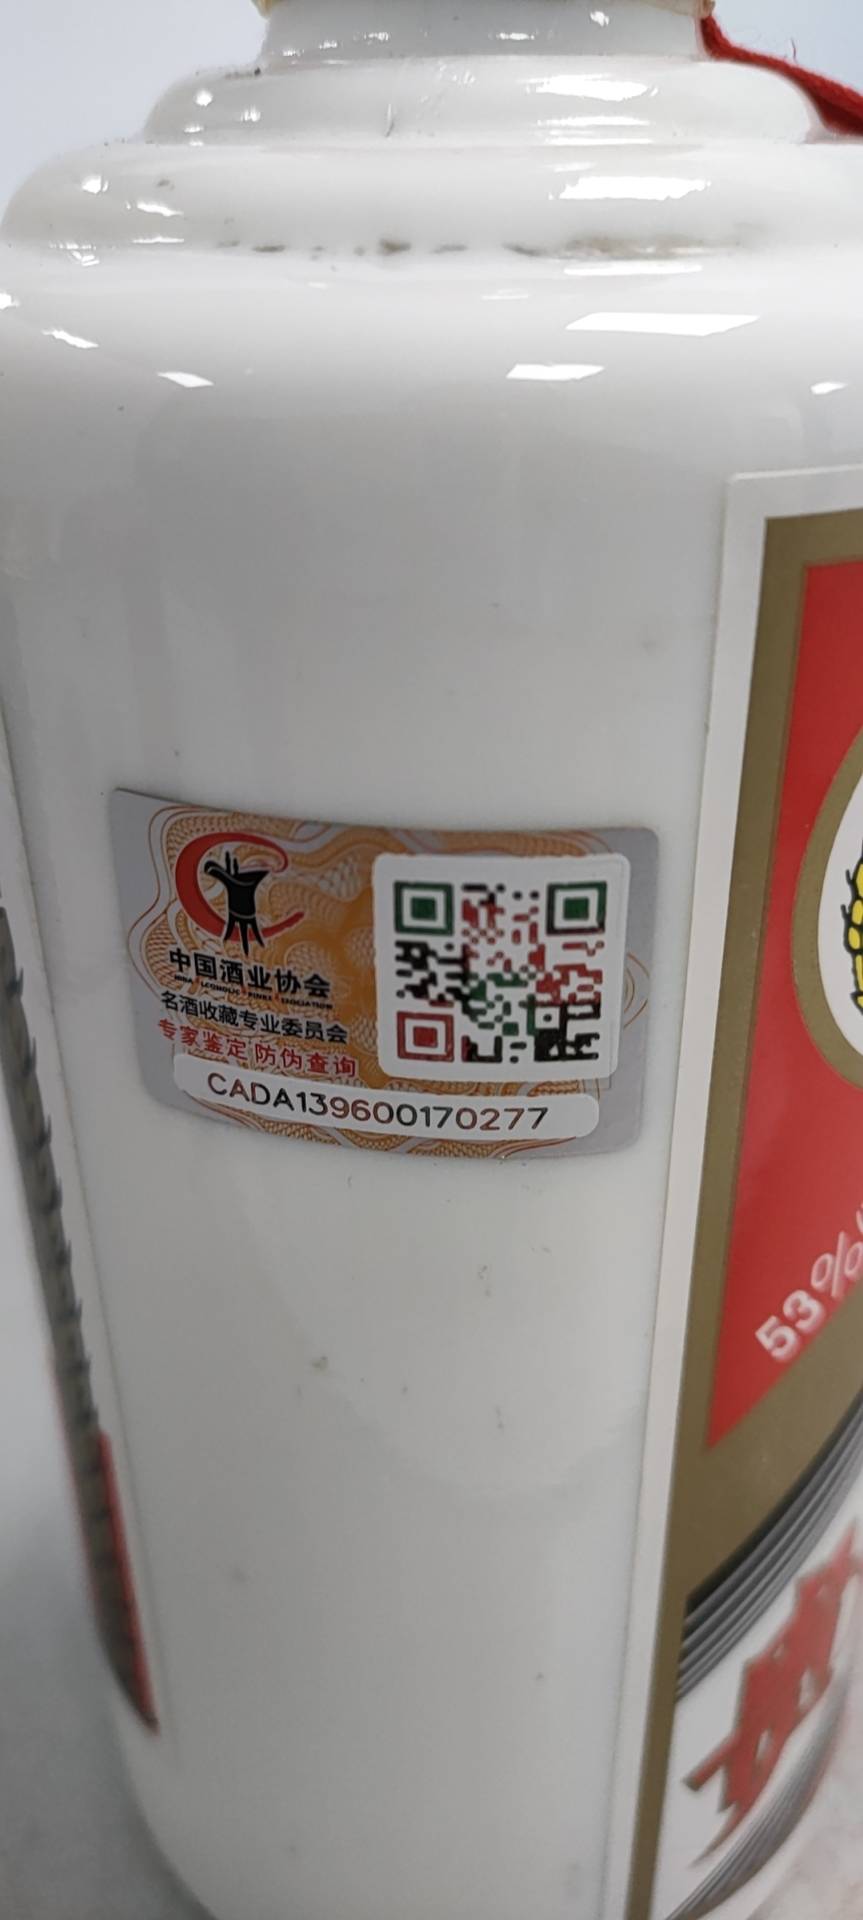 中国酒业协会
名酒收藏专业委员会
专家鉴定 防伪查询
CADA139600170277
53%